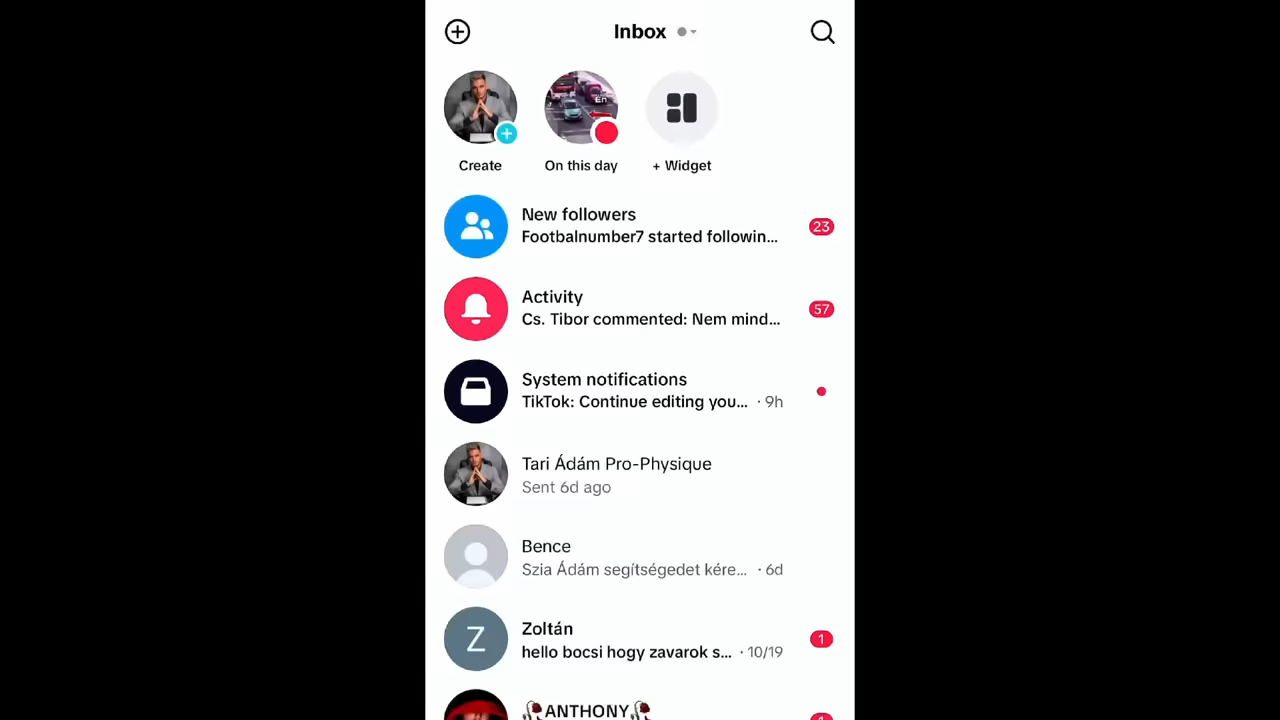 Inbox
En
Create
On this day
+ Widget
New followers
Footbalnumber7 started followin...
23
Activity
Cs. Tibor commented: Nem mind...
57
System notifications
TikTok: Continue editing you... · 9h
Tari Ádám Pro-Physique
Sent 6d ago
Bence
Szia Ádám segítségedet kére... · 6d
Z
Zoltán
hello bocsi hogy zavarok s... · 10/19
1
🥀ANTHONY🥀